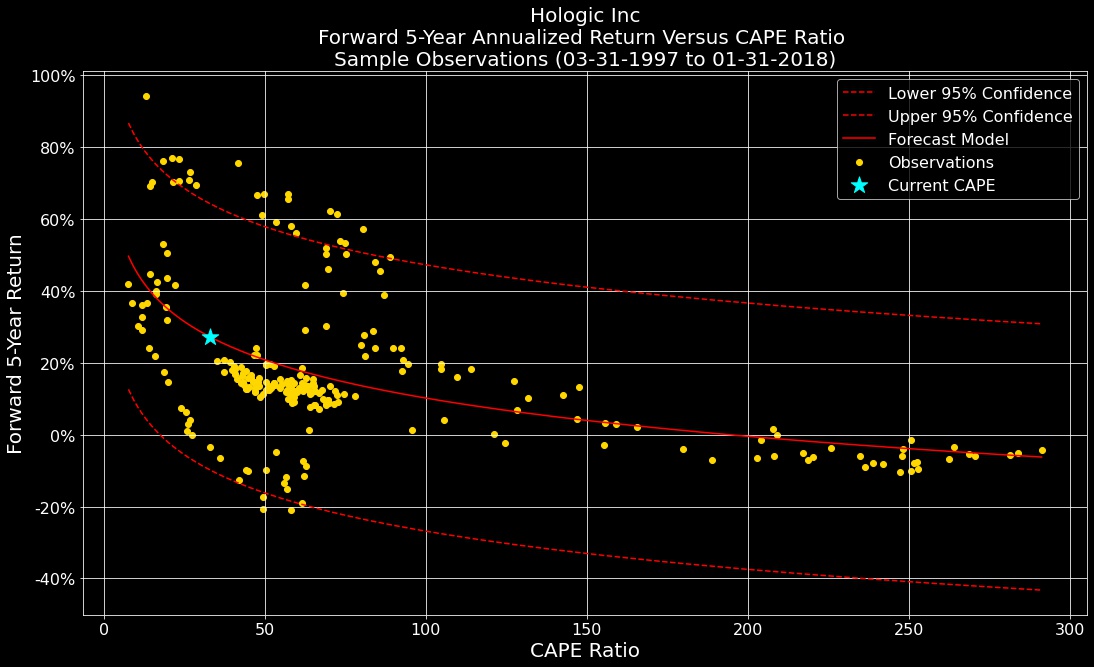 Hologic Inc
Forward 5-Year Annualized Return Versus CAPE Ratio
Sample Observations (03-31-1997 to 01-31-2018)
Lower 95% Confidence
Upper 95% Confidence
Forecast Model
Observations
Current CAPE
Forward 5-Year Return
100%
80%
60%
40%
20%
0%
-20%
-40%
0 50 100 150 200 250 300
CAPE Ratio